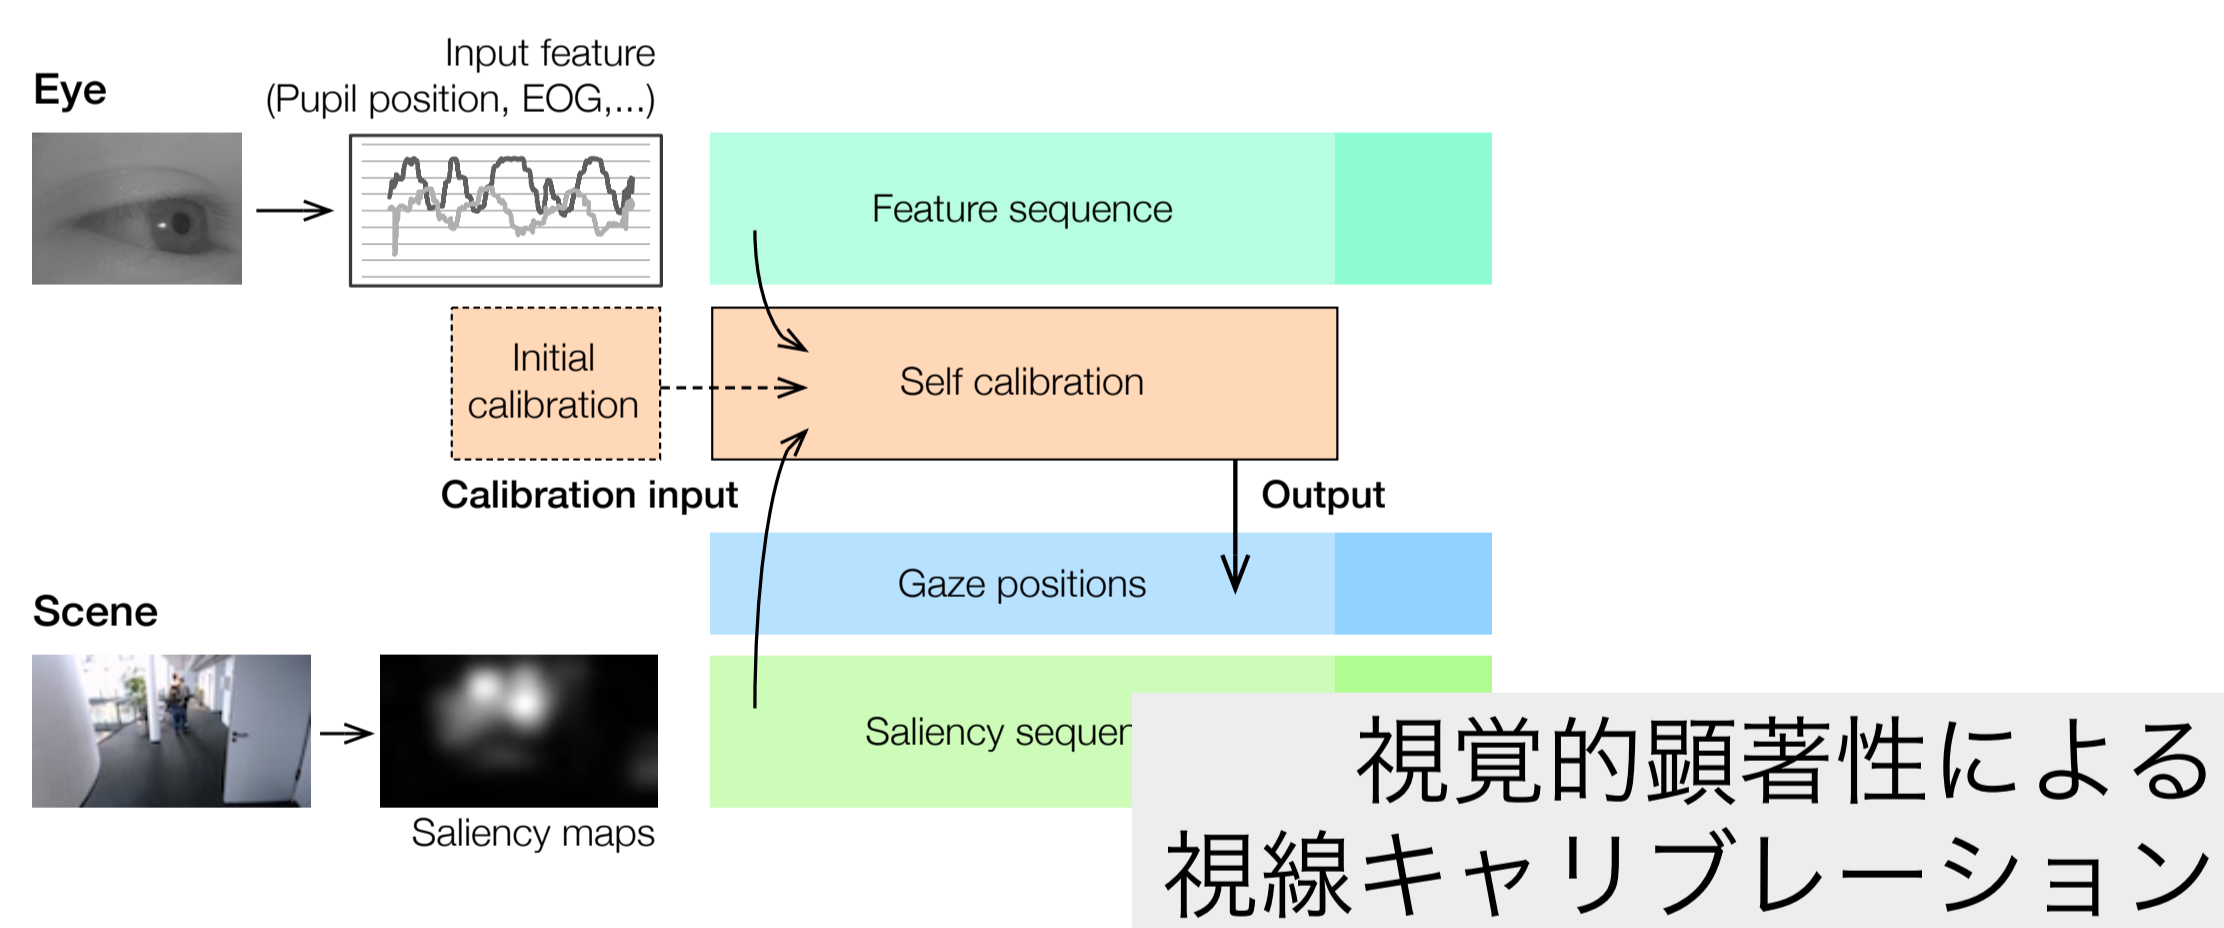 Input feature
(Pupil position, EOG,...)
Eye
Feature sequence
Initial
calibration
Self calibration
Calibration input
Output
Gaze positions
Scene
Saliency
Saliency maps
視覚的顕著性による
視線キャリブレーション